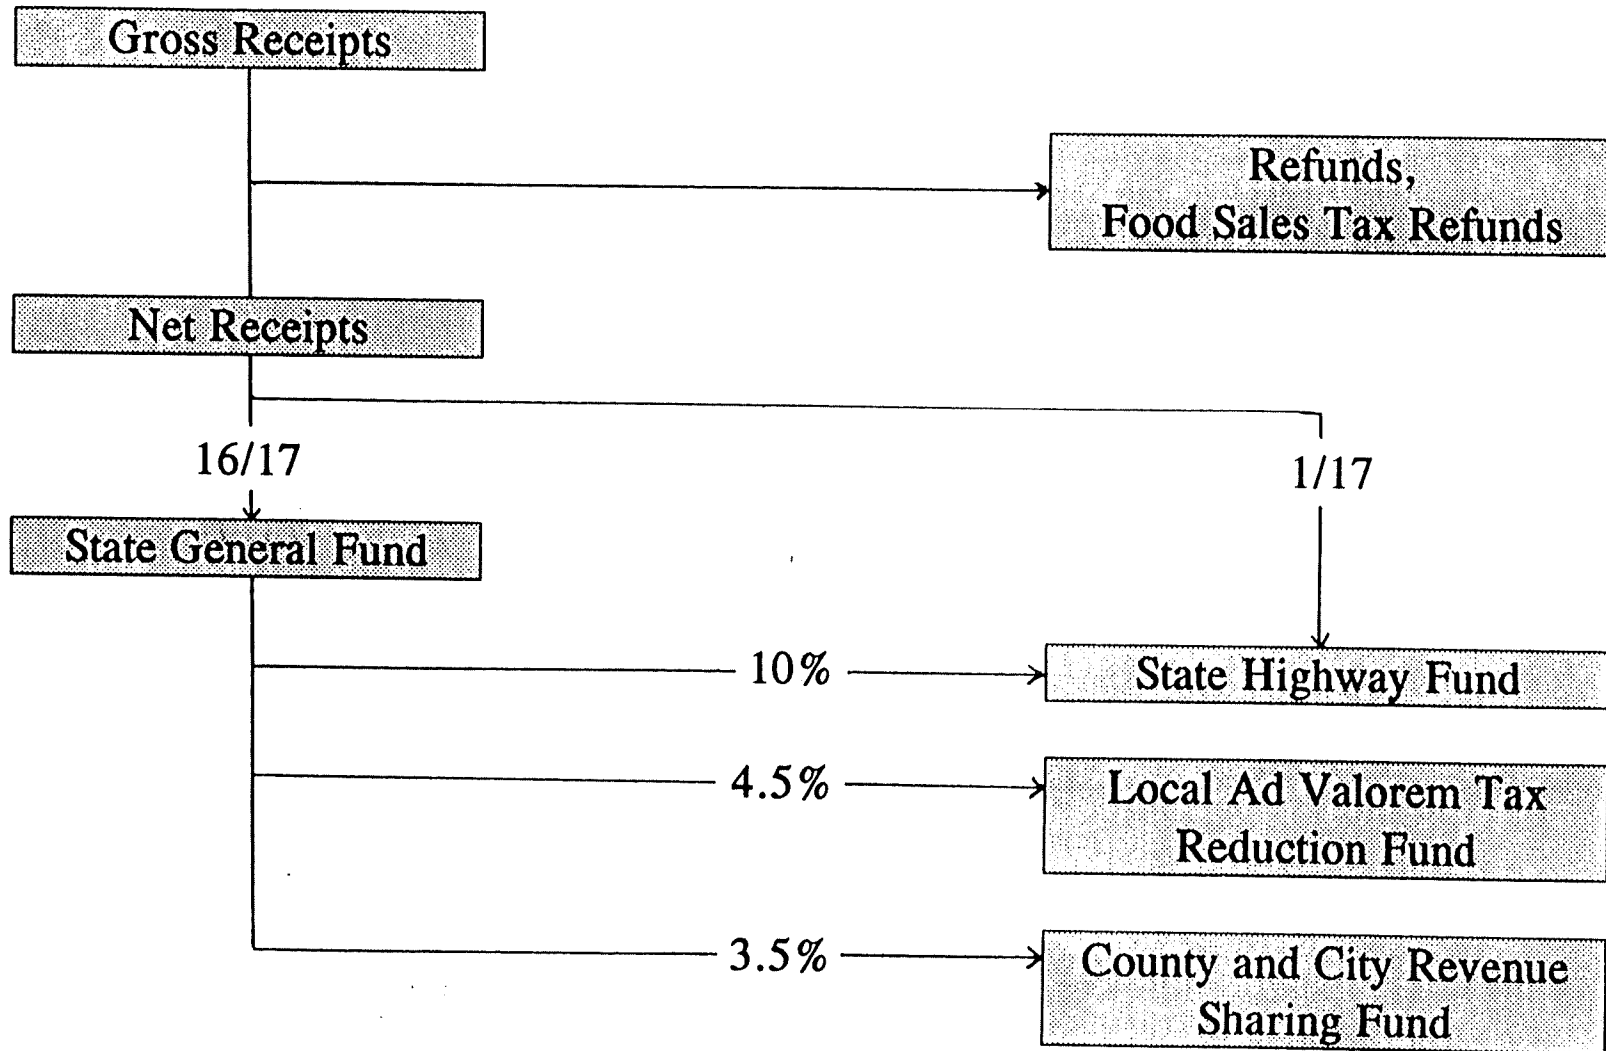 Gross Receipts
Refunds,
Food Sales Tax Refunds
Net Receipts
16/17
1/17
State General Fund
10%
State Highway Fund
4.5%
Local Ad Valorem Tax
Reduction Fund
3.5%
County and City Revenue
Sharing Fund